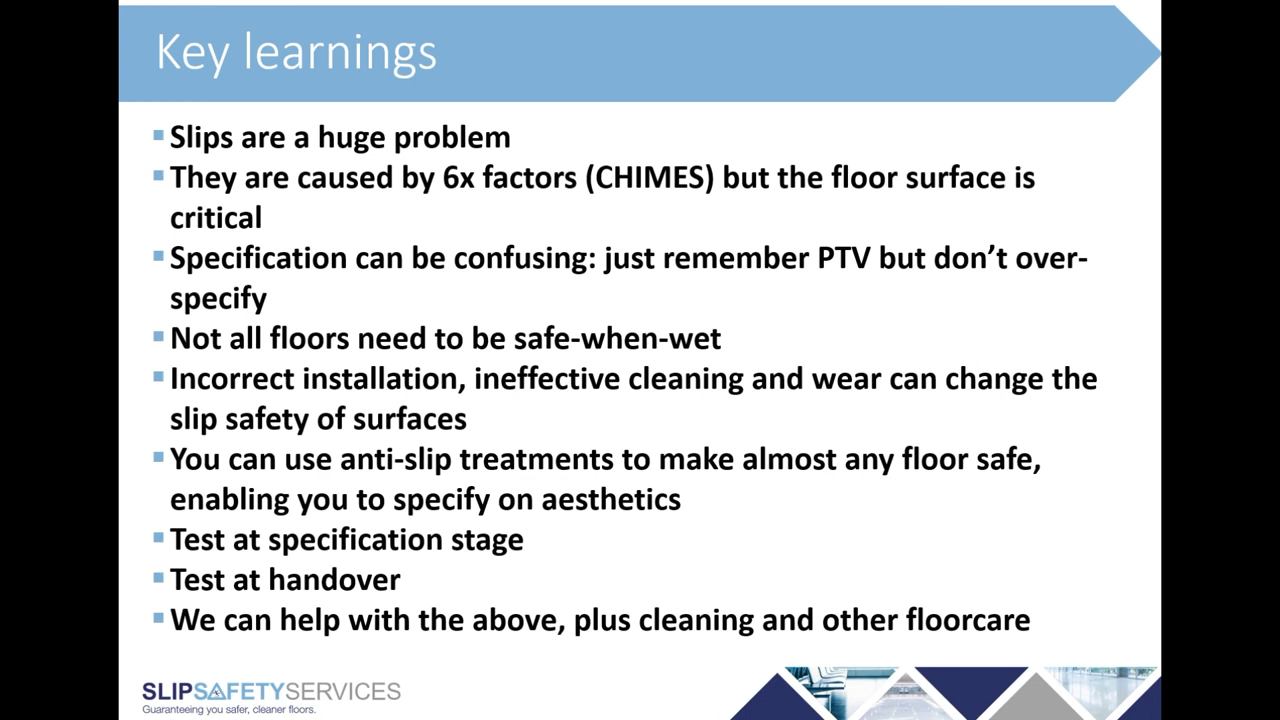 Key learnings
Slips are a huge problem
They are caused by 6x factors (CHIMES) but the floor surface is
critical
Specification can be confusing: just remember PTV but don’t over-
specify
Not all floors need to be safe-when-wet
Incorrect installation, ineffective cleaning and wear can change the
slip safety of surfaces
You can use anti-slip treatments to make almost any floor safe,
enabling you to specify on aesthetics
Test at specification stage
Test at handover
We can help with the above, plus cleaning and other floorcare
SLIPSAFETYSERVICES
Guaranteeing you safer, cleaner floors.